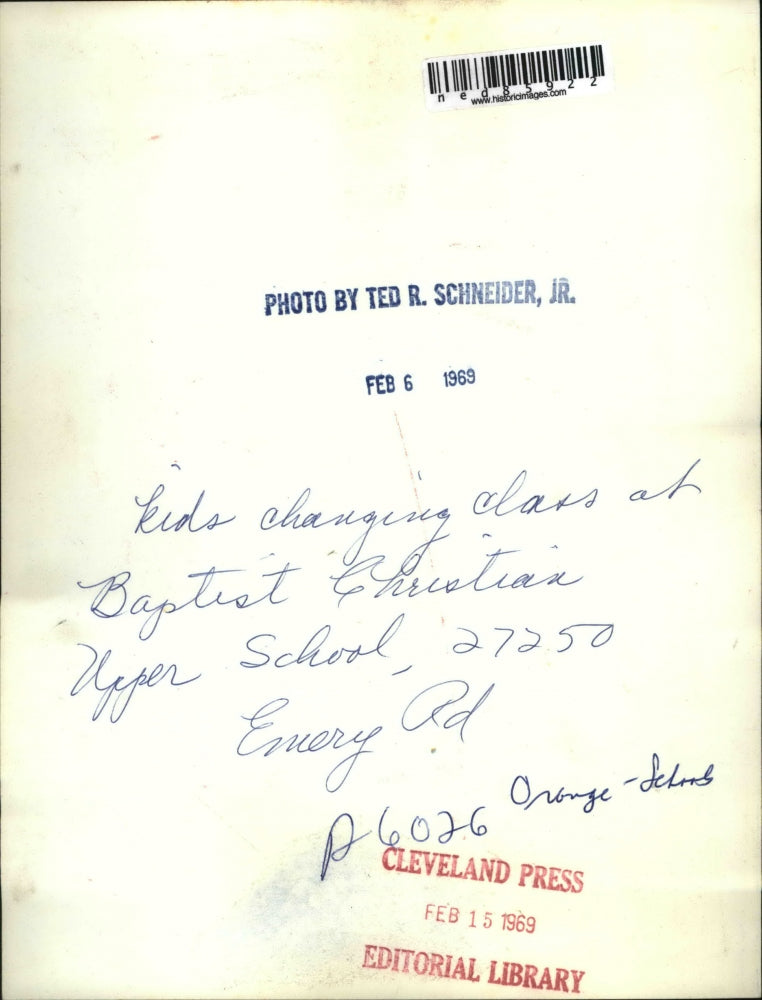 ned85922
www.historicimages.com
PHOTO BY TED R. SCHNEIDER, JR.
FEB 6 1969
kids changing class at
Baptist Christian
Upper School, 27250
Emery Rd
Orange - Schools
P6026
CLEVELAND PRESS
FEB 15 1969
EDITORIAL LIBRARY